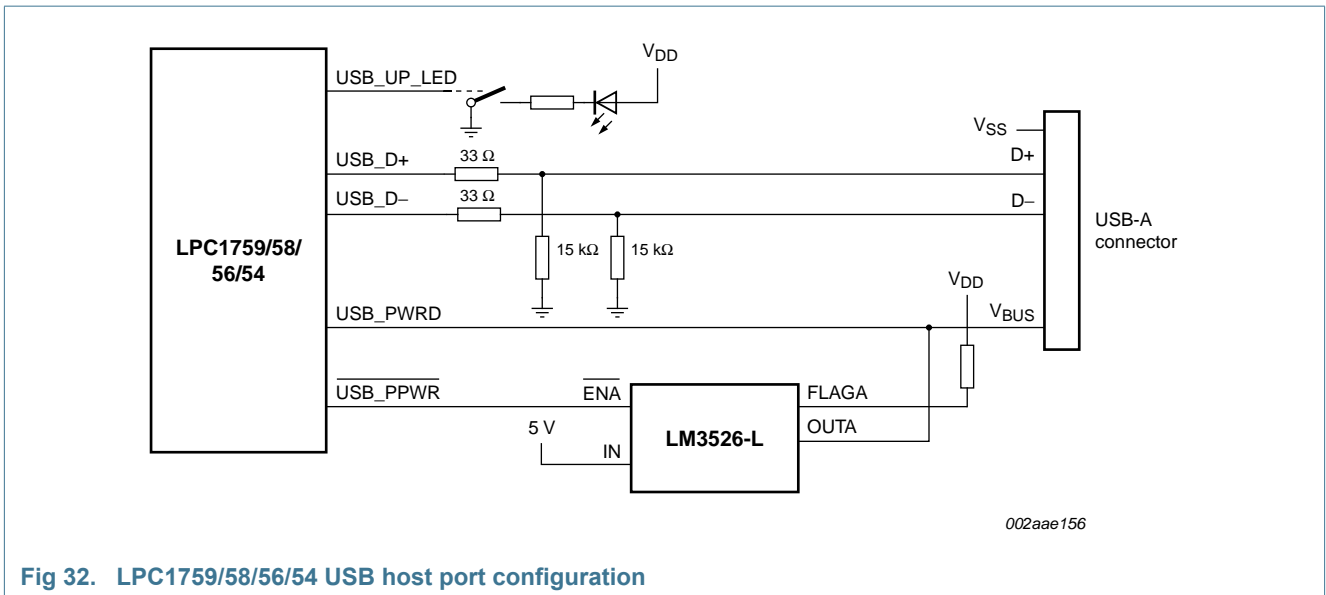 V_DD
USB_UP_LED
V_SS
D+
USB_D+
33 Ω
USB_D−
33 Ω
D−
USB-A
connector
LPC1759/58/
56/54
15 kΩ
15 kΩ
V_DD
USB_PWRD
V_BUS
USB_PPWR
ENA
FLAGA
5 V
OUTA
IN
LM3526-L
002aae156
Fig 32. LPC1759/58/56/54 USB host port configuration